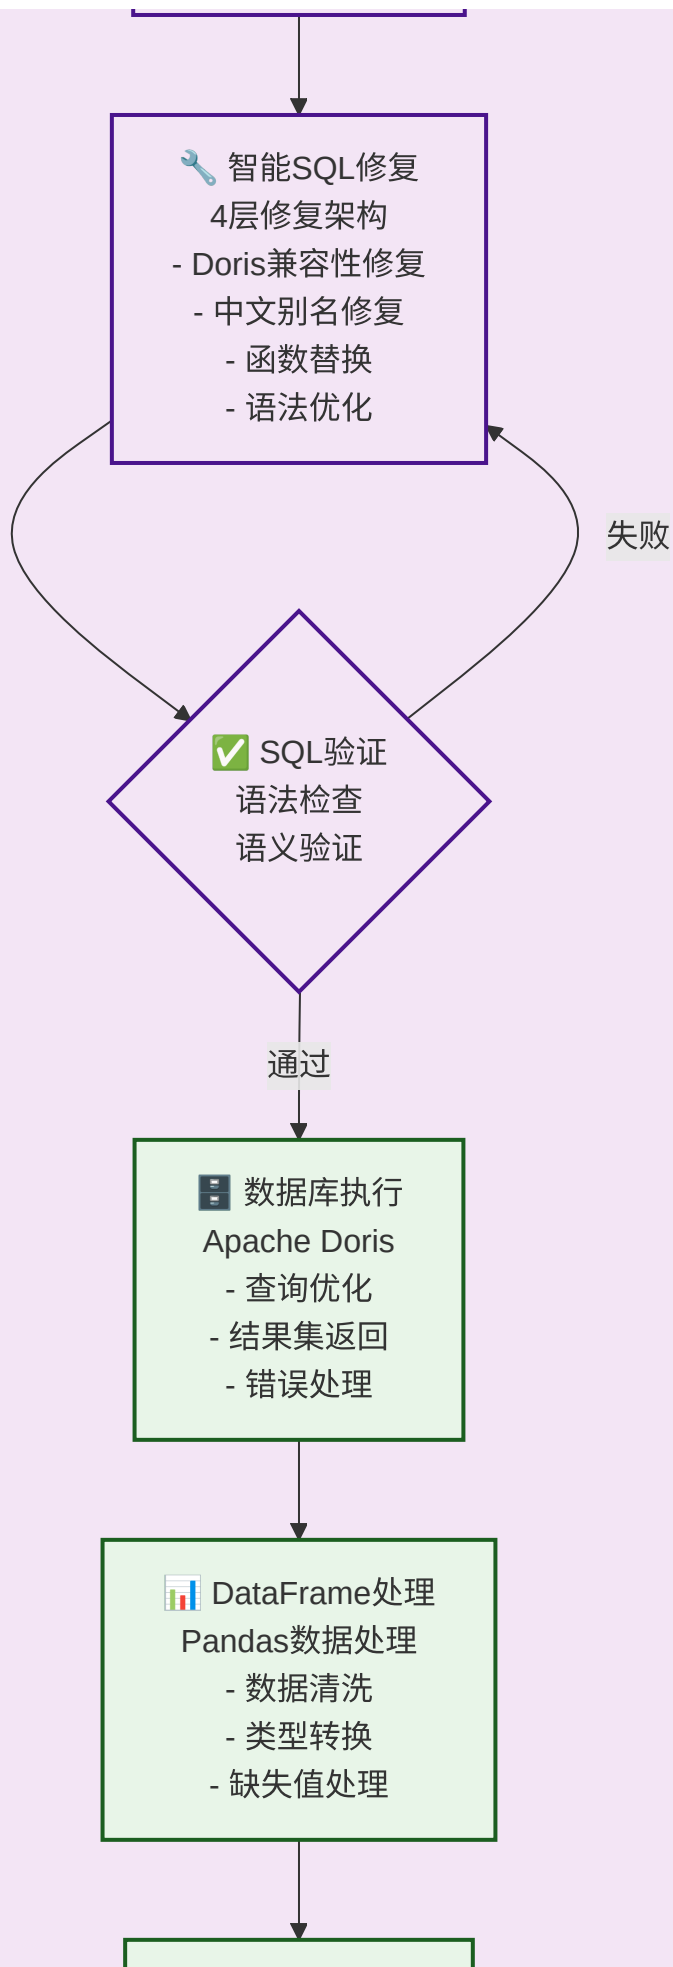 🔧 智能SQL修复
4层修复架构
- Doris兼容性修复
- 中文别名修复
- 函数替换
- 语法优化
失败
✅ SQL验证
语法检查
语义验证
通过
🗄️ 数据库执行
Apache Doris
- 查询优化
- 结果集返回
- 错误处理
📊 DataFrame处理
Pandas数据处理
- 数据清洗
- 类型转换
- 缺失值处理